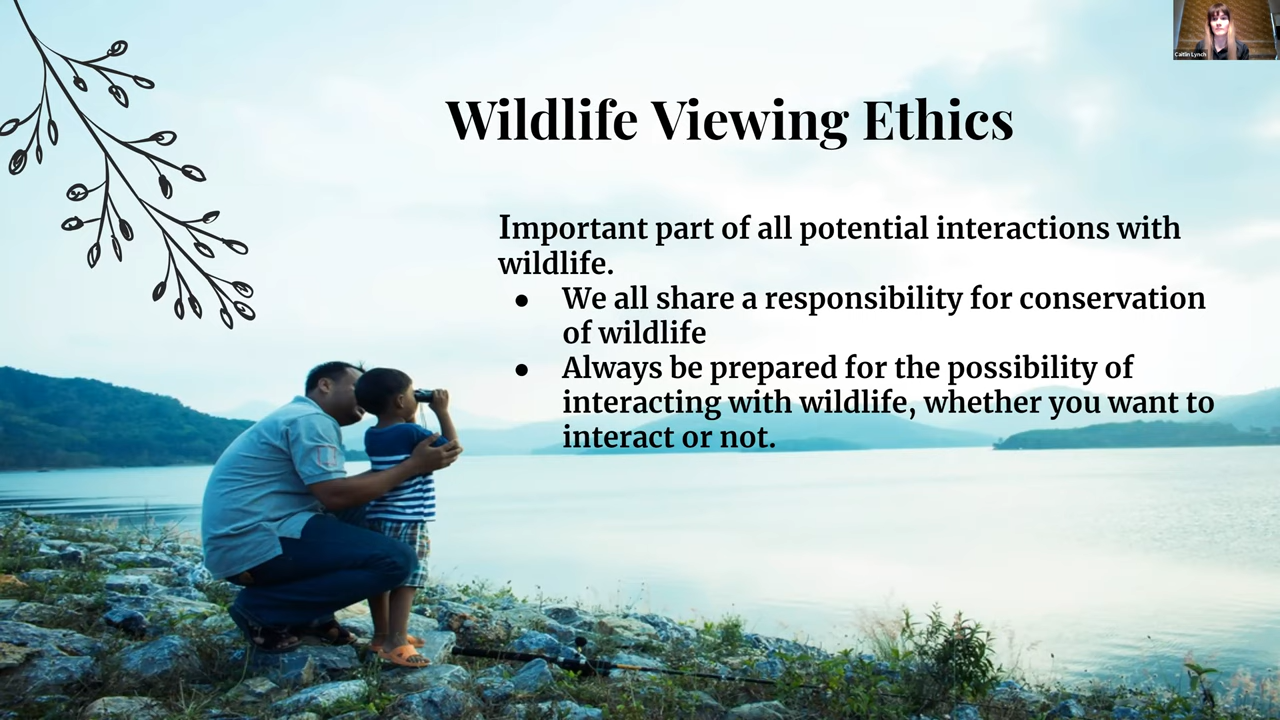 Caitlin Lynch
Wildlife Viewing Ethics
Important part of all potential interactions with
wildlife.
● We all share a responsibility for conservation
of wildlife
● Always be prepared for the possibility of
interacting with wildlife, whether you want to
interact or not.